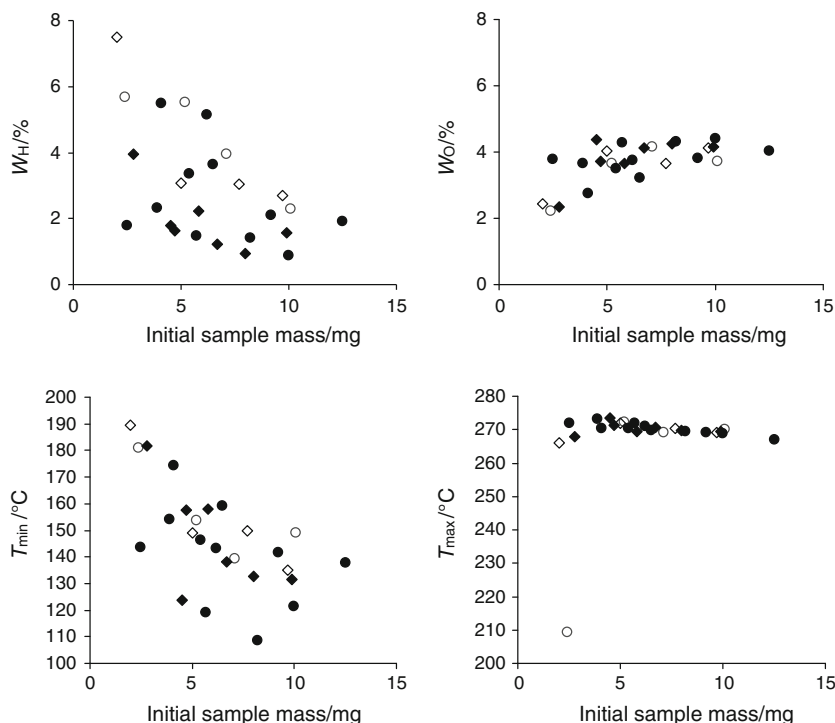 8
6
4
2
0
0 5 10 15
W_H/%
Initial sample mass/mg
8
6
4
2
0
0 5 10 15
W_O/%
Initial sample mass/mg
200
190
180
170
160
150
140
130
120
110
100
0 5 10 15
T_min/°C
Initial sample mass/mg
280
270
260
250
240
230
220
210
200
0 5 10 15
T_max/°C
Initial sample mass/mg